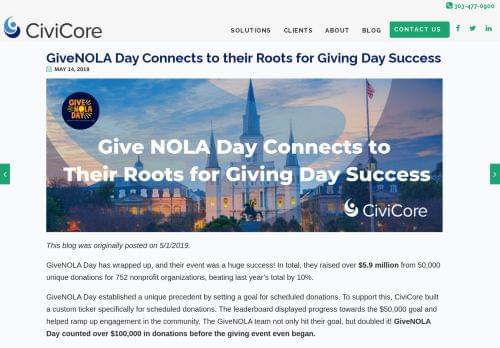 303-477-0900
CiviCore
SOLUTIONS CLIENTS ABOUT BLOG CONTACT US
GiveNOLA Day Connects to their Roots for Giving Day Success
MAY 14, 2019
GIVE
NOLA
DAY
Give NOLA Day Connects to
Their Roots for Giving Day Success
CiviCore
This blog was originally posted on 5/1/2019.
GiveNOLA Day has wrapped up, and their event was a huge success! In total, they raised over $5.9 million from 50,000
unique donations for 752 nonprofit organizations, beating last year's total by 10%.
GiveNOLA Day established a unique precedent by setting a goal for scheduled donations. To support this, CiviCore built
a custom ticker specifically for scheduled donations. The leaderboard displayed progress towards the $50,000 goal and
helped ramp up engagement in the community. The GiveNOLA team not only hit their goal, but doubled it! GiveNOLA
Day counted over $100,000 in donations before the giving event even began.